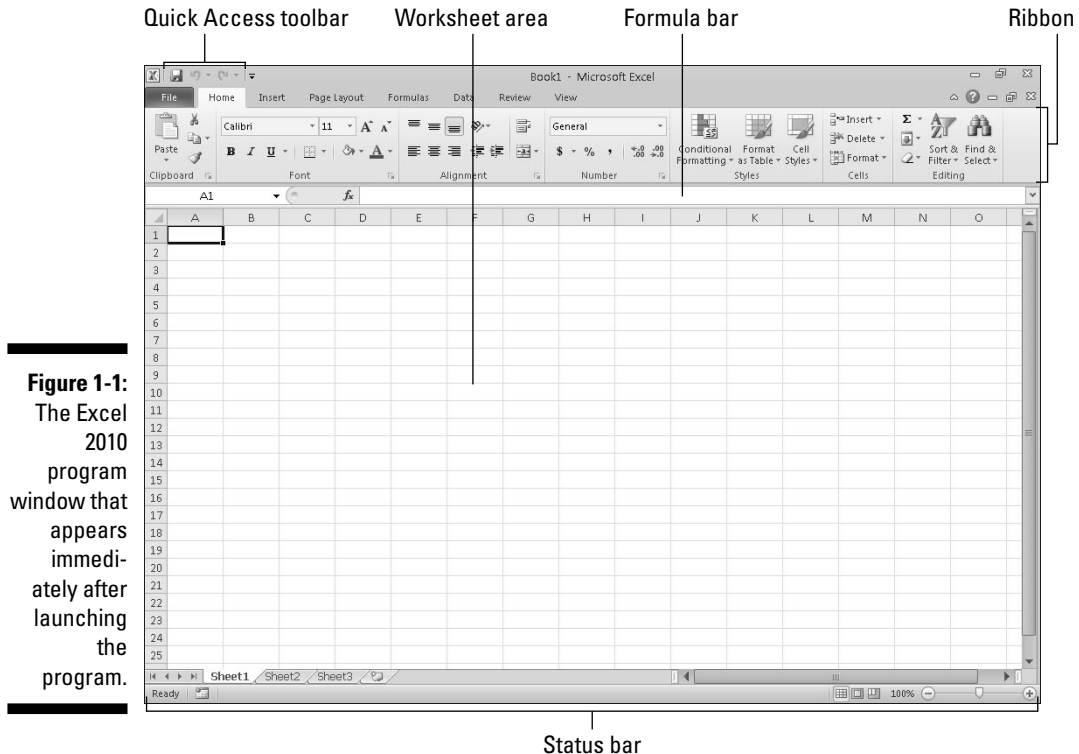 Quick Access toolbar Worksheet area Formula bar Ribbon
Book1 - Microsoft Excel
File Home Insert Page Layout Formulas Data Review View
Calibri 11 General Insert
Delete
Paste B I U A $ % , Conditional Format Cell Format Sort & Find &
Formatting as Table Styles Filter Select
Clipboard Font Alignment Number Styles Cells Editing
A1 fx
A B C D E F G H I J K L M N O
1
2
3
4
5
6
7
8
9
10
11
12
13
14
15
16
17
18
19
20
21
22
23
24
25
Sheet1 Sheet2 Sheet3
Ready 100%
Status bar
Figure 1-1:
The Excel
2010
program
window that
appears
immedi-
ately after
launching
the
program.